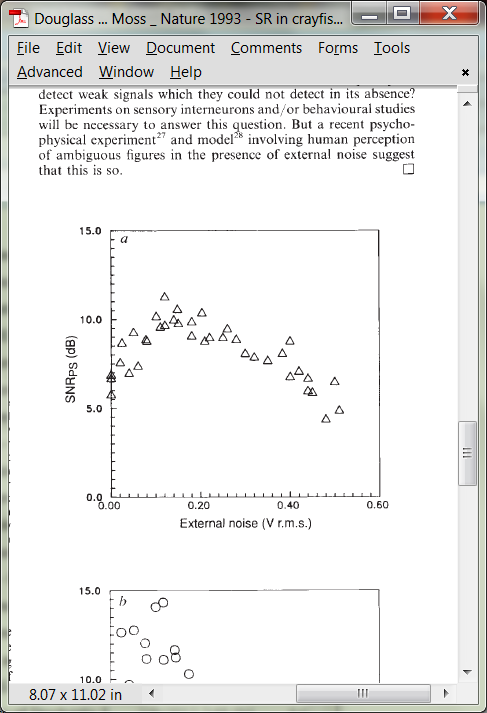 Douglass ... Moss _ Nature 1993 - SR in crayfis...
File Edit View Document Comments Forms Tools
Advanced Window Help
detect weak signals which they could not detect in its absence?
Experiments on sensory interneurons and/or behavioural studies
will be necessary to answer this question. But a recent psycho-
physical experiment27 and model28 involving human perception
of ambiguous figures in the presence of external noise suggest
that this is so.
15.0
a
10.0
SNRPS (dB)
5.0
0.0
0.00 0.20 0.40 0.60
External noise (V r.m.s.)
15.0
b
10.0
8.07 x 11.02 in